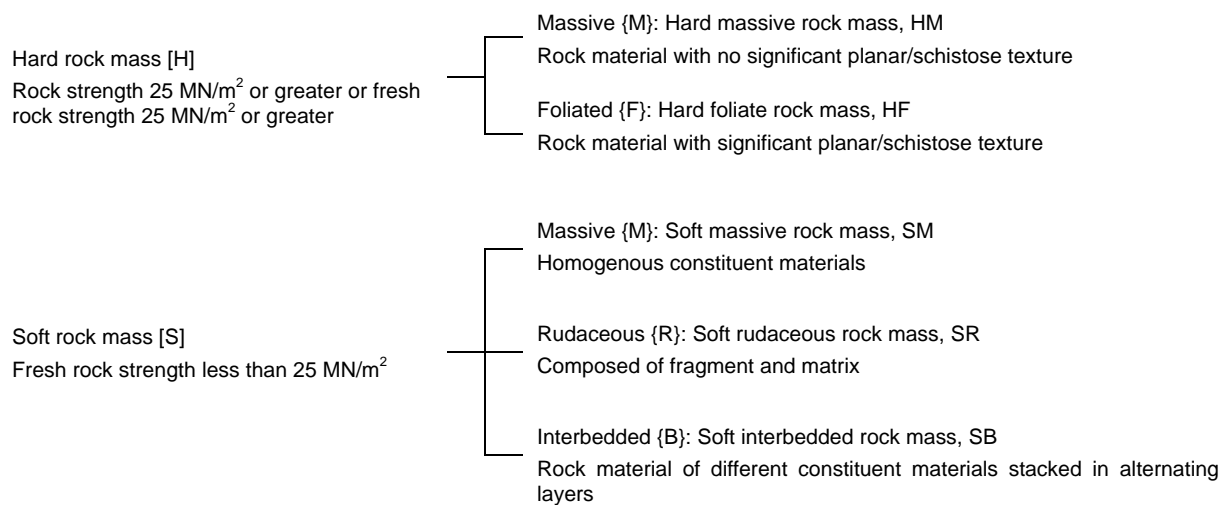 Massive {M}: Hard massive rock mass, HM
Rock material with no significant planar/schistose texture
Hard rock mass [H]
Rock strength 25 MN/m² or greater or fresh
rock strength 25 MN/m² or greater
Foliated {F}: Hard foliate rock mass, HF
Rock material with significant planar/schistose texture
Massive {M}: Soft massive rock mass, SM
Homogenous constituent materials
Soft rock mass [S]
Fresh rock strength less than 25 MN/m²
Rudaceous {R}: Soft rudaceous rock mass, SR
Composed of fragment and matrix
Interbedded {B}: Soft interbedded rock mass, SB
Rock material of different constituent materials stacked in alternating
layers